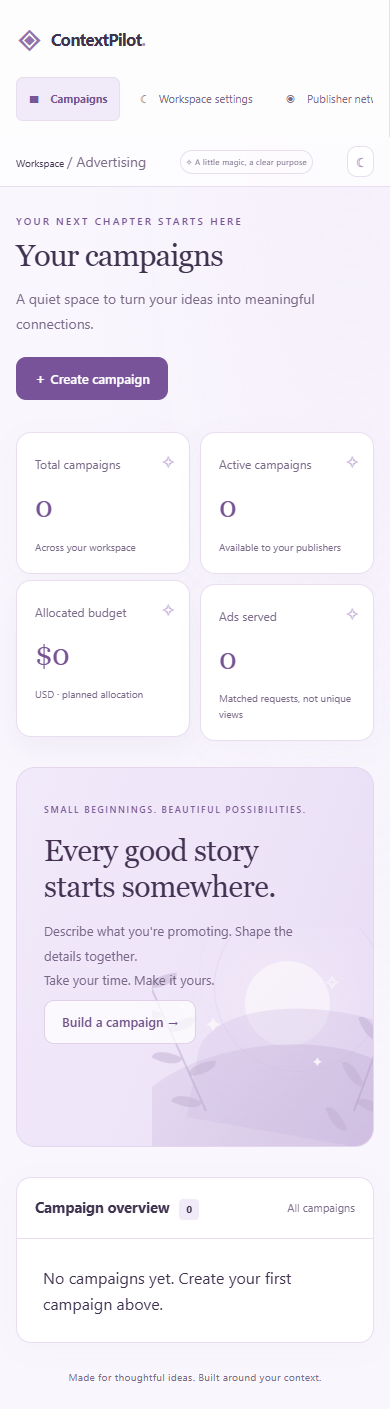 ContextPilot.
Campaigns
Workspace settings
Publisher netw
Workspace / Advertising
A little magic, a clear purpose
YOUR NEXT CHAPTER STARTS HERE
Your campaigns
A quiet space to turn your ideas into meaningful
connections.
+ Create campaign
Total campaigns
0
Across your workspace
Active campaigns
0
Available to your publishers
Allocated budget
$0
USD · planned allocation
Ads served
0
Matched requests, not unique
views
SMALL BEGINNINGS. BEAUTIFUL POSSIBILITIES.
Every good story
starts somewhere.
Describe what you're promoting. Shape the
details together.
Take your time. Make it yours.
Build a campaign →
Campaign overview 0
All campaigns
No campaigns yet. Create your first
campaign above.
Made for thoughtful ideas. Built around your context.